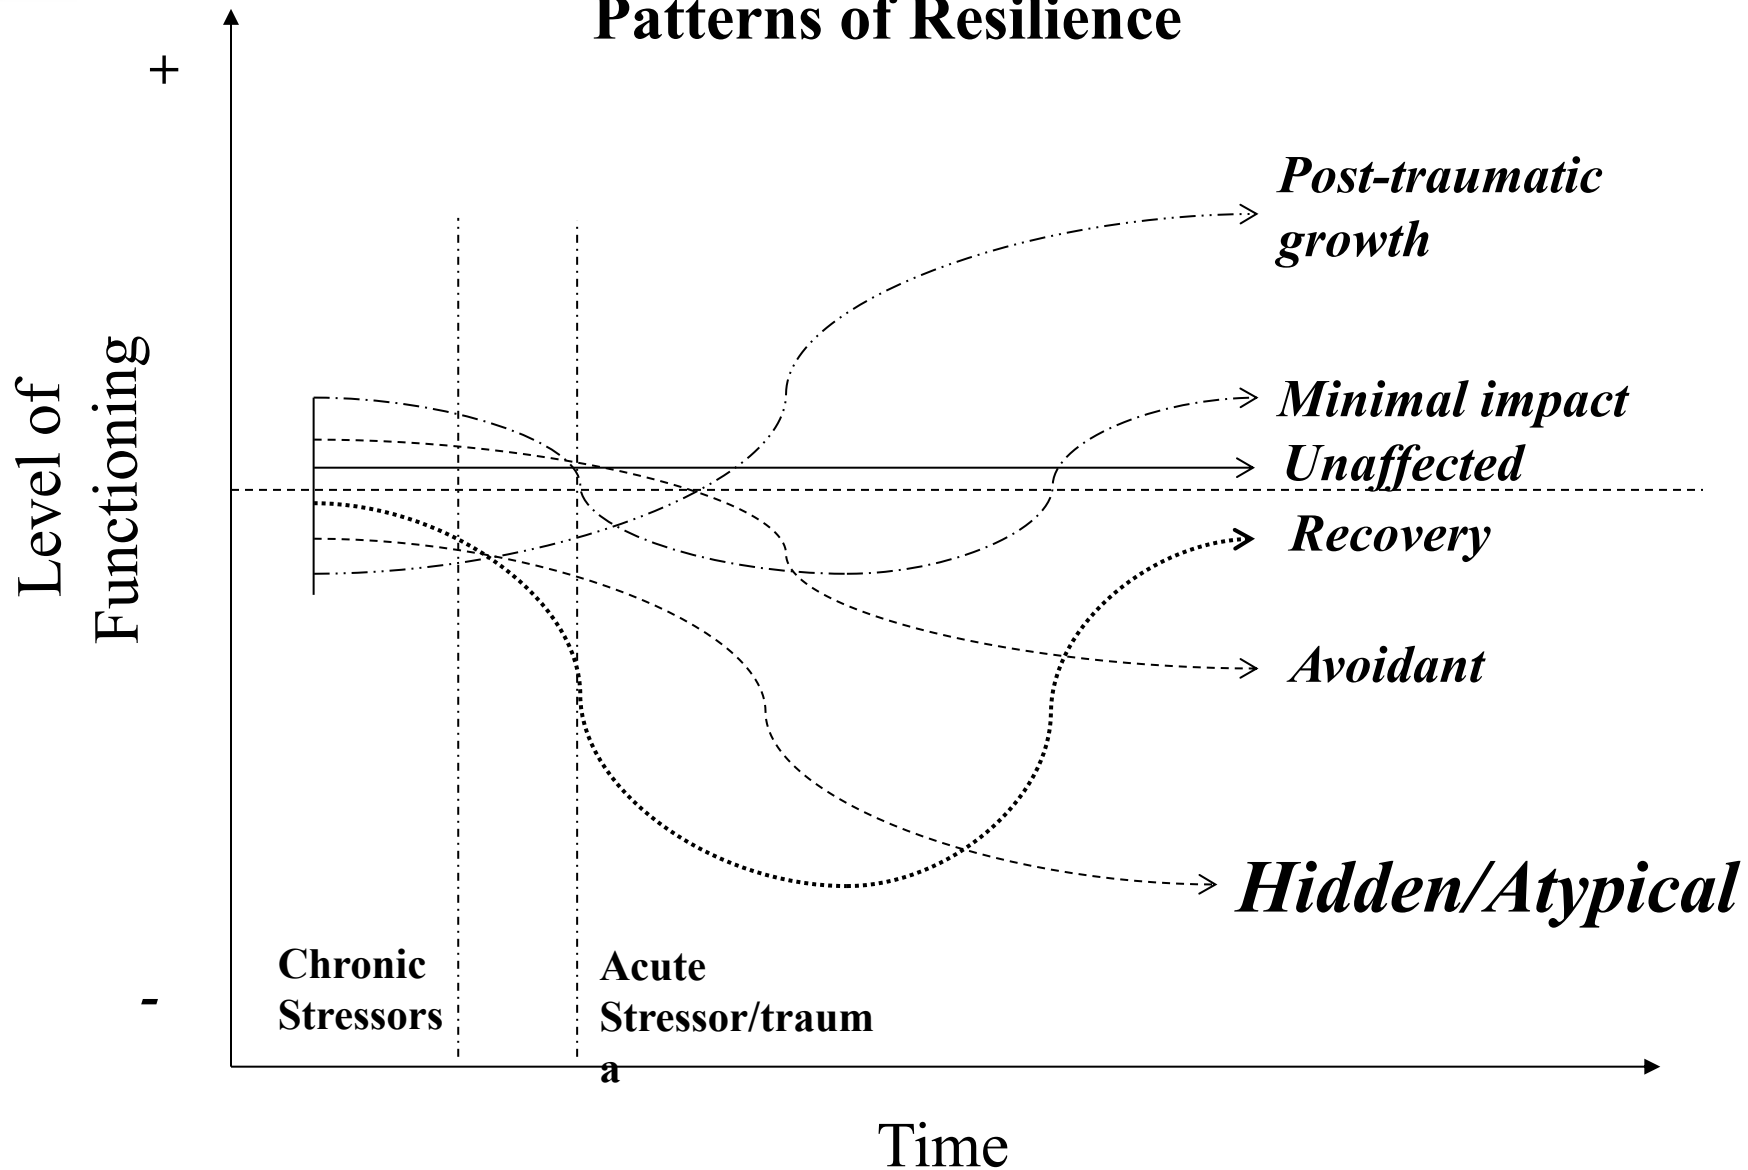 Patterns of Resilience
+
Post-traumatic
growth
Level of
Functioning
Minimal impact
Unaffected
Recovery
Avoidant
Hidden/Atypical
Chronic
Stressors
Acute
Stressor/traum
a
-
Time